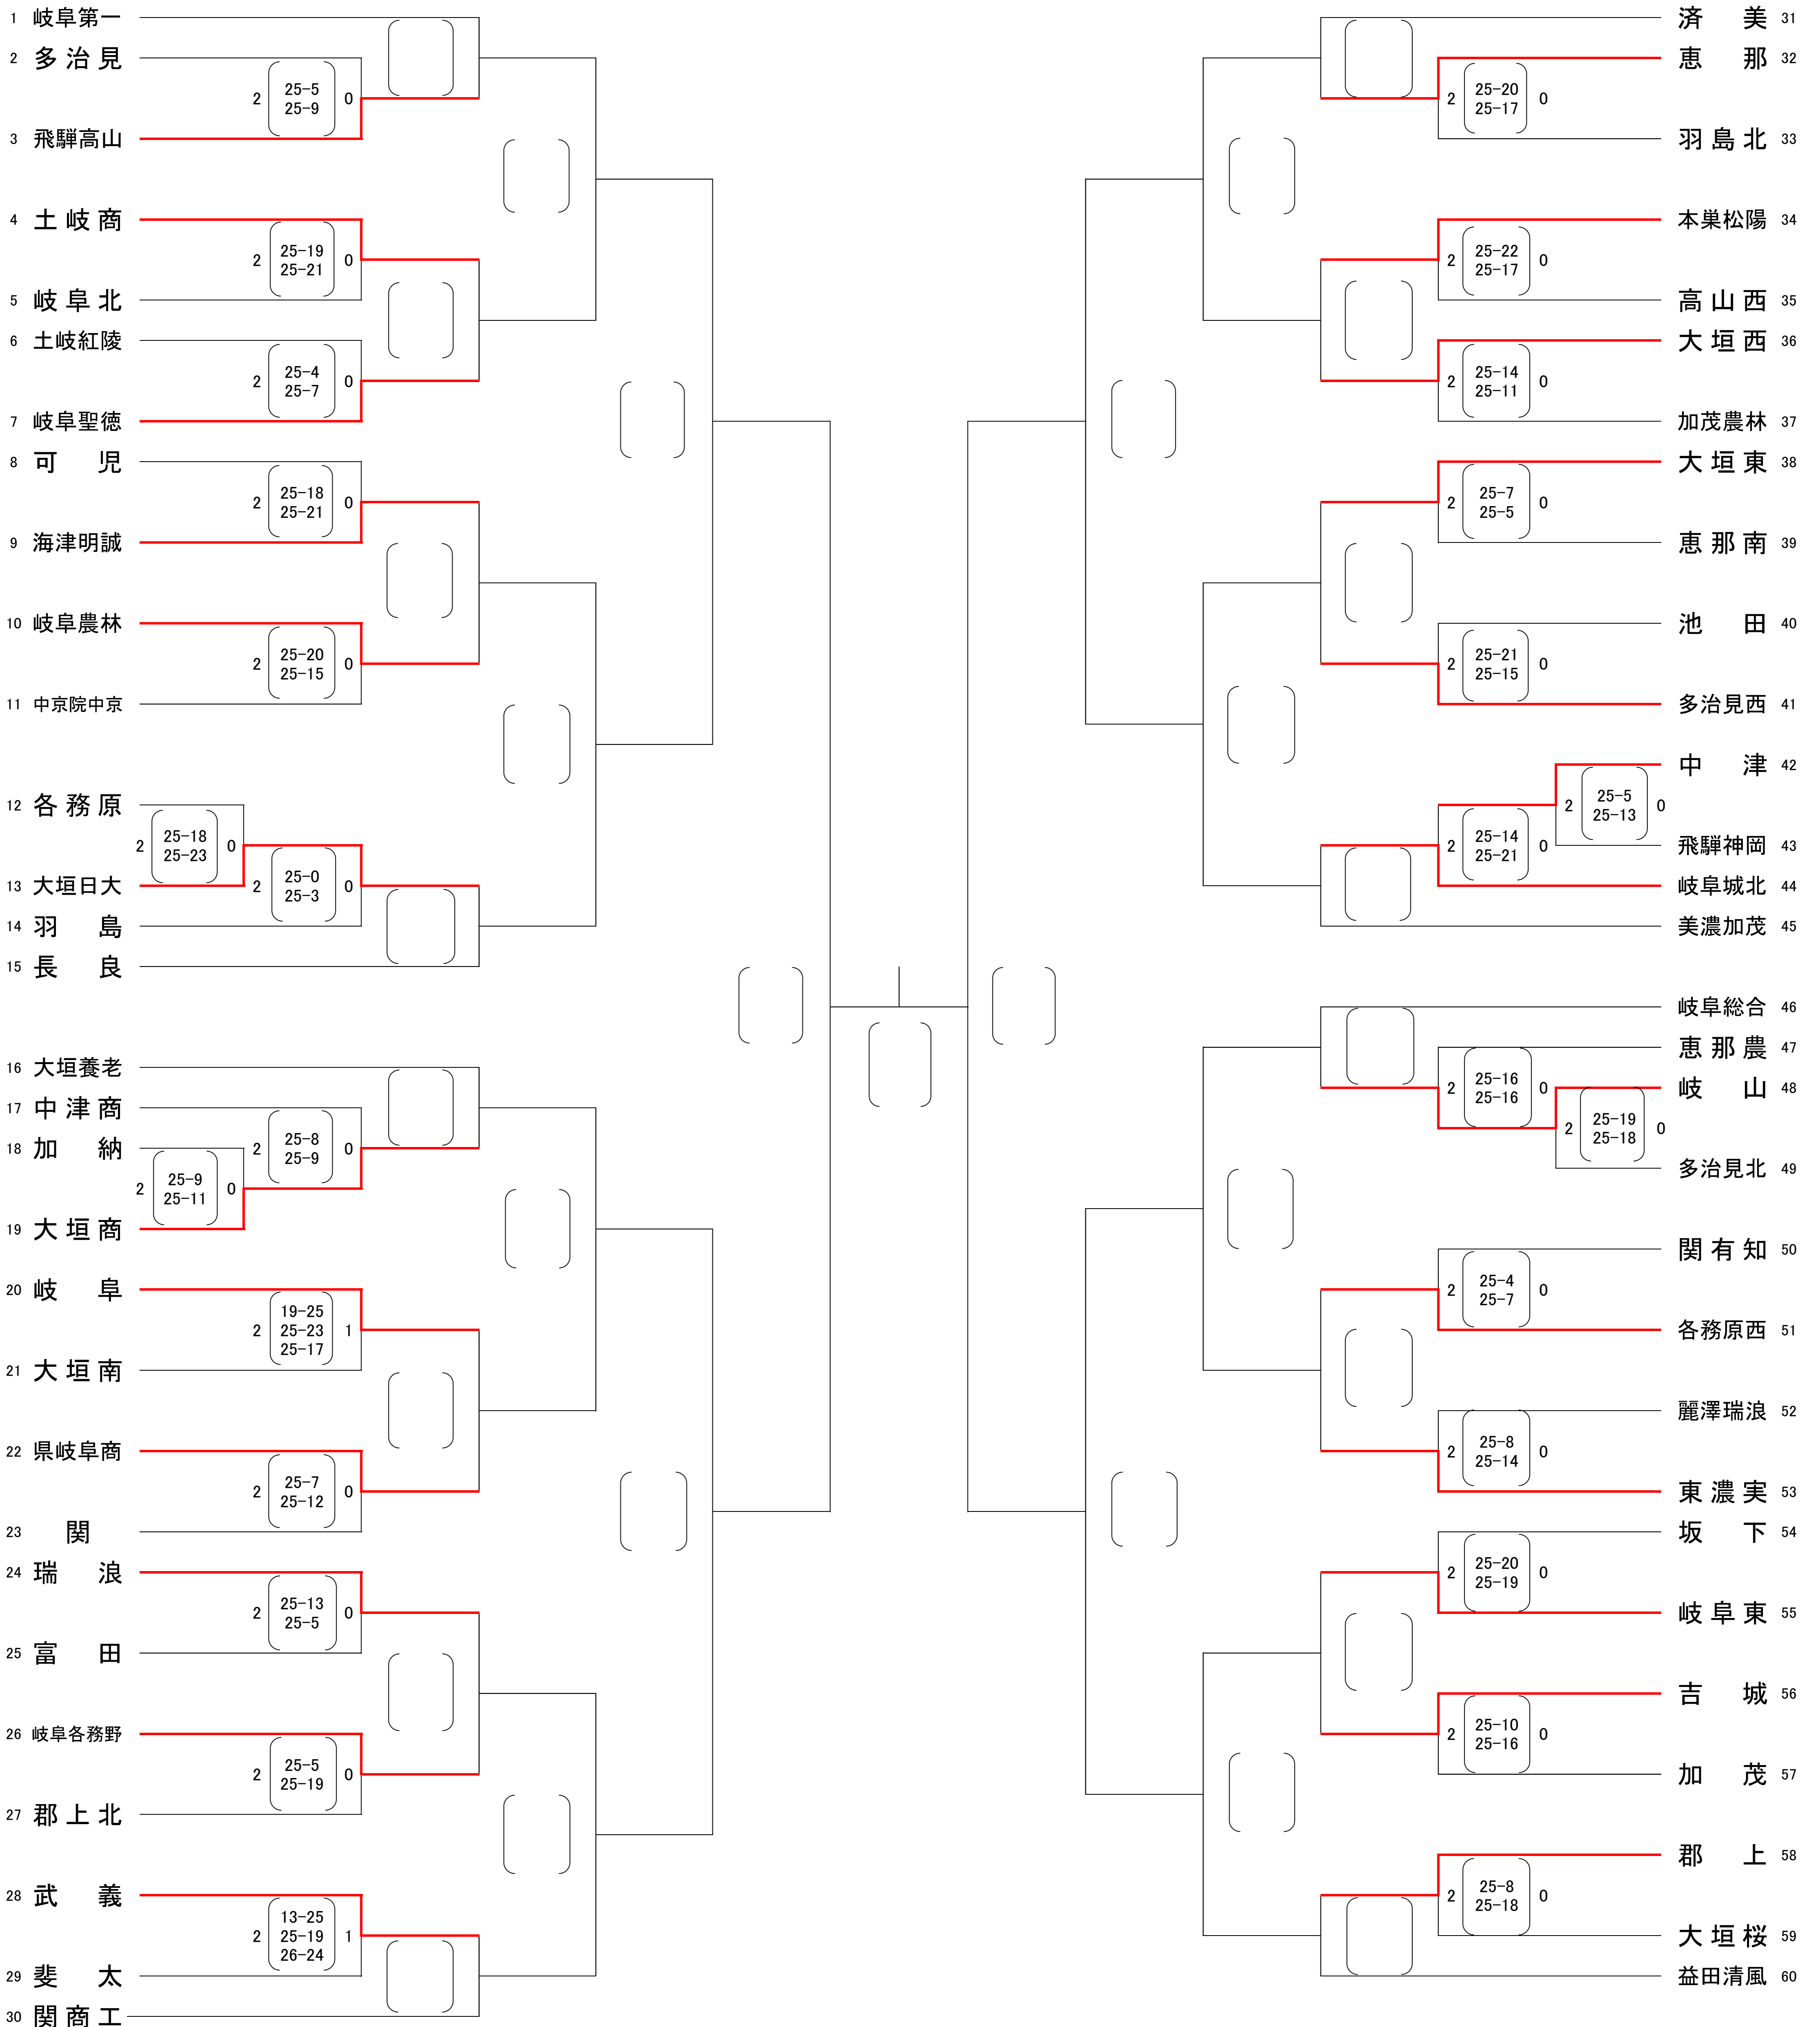 1 岐阜第一
2 多治見
2 25-5 0
25-9
3 飛騨高山
4 土岐商
2 25-19 0
25-21
5 岐阜北
6 土岐紅陵
2 25-4 0
25-7
7 岐阜聖徳
8 可児
2 25-18 0
25-21
9 海津明誠
10 岐阜農林
2 25-20 0
25-15
11 中京院中京
12 各務原
2 25-18 0
25-23
13 大垣日大
2 25-0 0
25-3
14 羽島
15 長良
16 大垣養老
17 中津商
2 25-8 0
25-9
18 加納
2 25-9 0
25-11
19 大垣商
20 岐阜
19-25
2 25-23 1
25-17
21 大垣南
22 県岐阜商
2 25-7 0
25-12
23 関
24 瑞浪
2 25-13 0
25-5
25 富田
26 岐阜各務野
2 25-5 0
25-19
27 郡上北
28 武義
13-25
2 25-19 1
26-24
29 斐太
30 関商工
済美 31
恵那 32
2 25-20 0
25-17
羽島北 33
本巣松陽 34
2 25-22 0
25-17
高山西 35
大垣西 36
2 25-14 0
25-11
加茂農林 37
大垣東 38
2 25-7 0
25-5
恵那南 39
池田 40
2 25-21 0
25-15
多治見西 41
中津 42
2 25-5 0
25-13
飛騨神岡 43
2 25-14 0
25-21
岐阜城北 44
美濃加茂 45
岐阜総合 46
恵那農 47
2 25-16 0
25-16
岐山 48
2 25-19 0
25-18
多治見北 49
関有知 50
2 25-4 0
25-7
各務原西 51
麗澤瑞浪 52
2 25-8 0
25-14
東濃実 53
坂下 54
2 25-20 0
25-19
岐阜東 55
吉城 56
2 25-10 0
25-16
加茂 57
郡上 58
2 25-8 0
25-18
大垣桜 59
益田清風 60